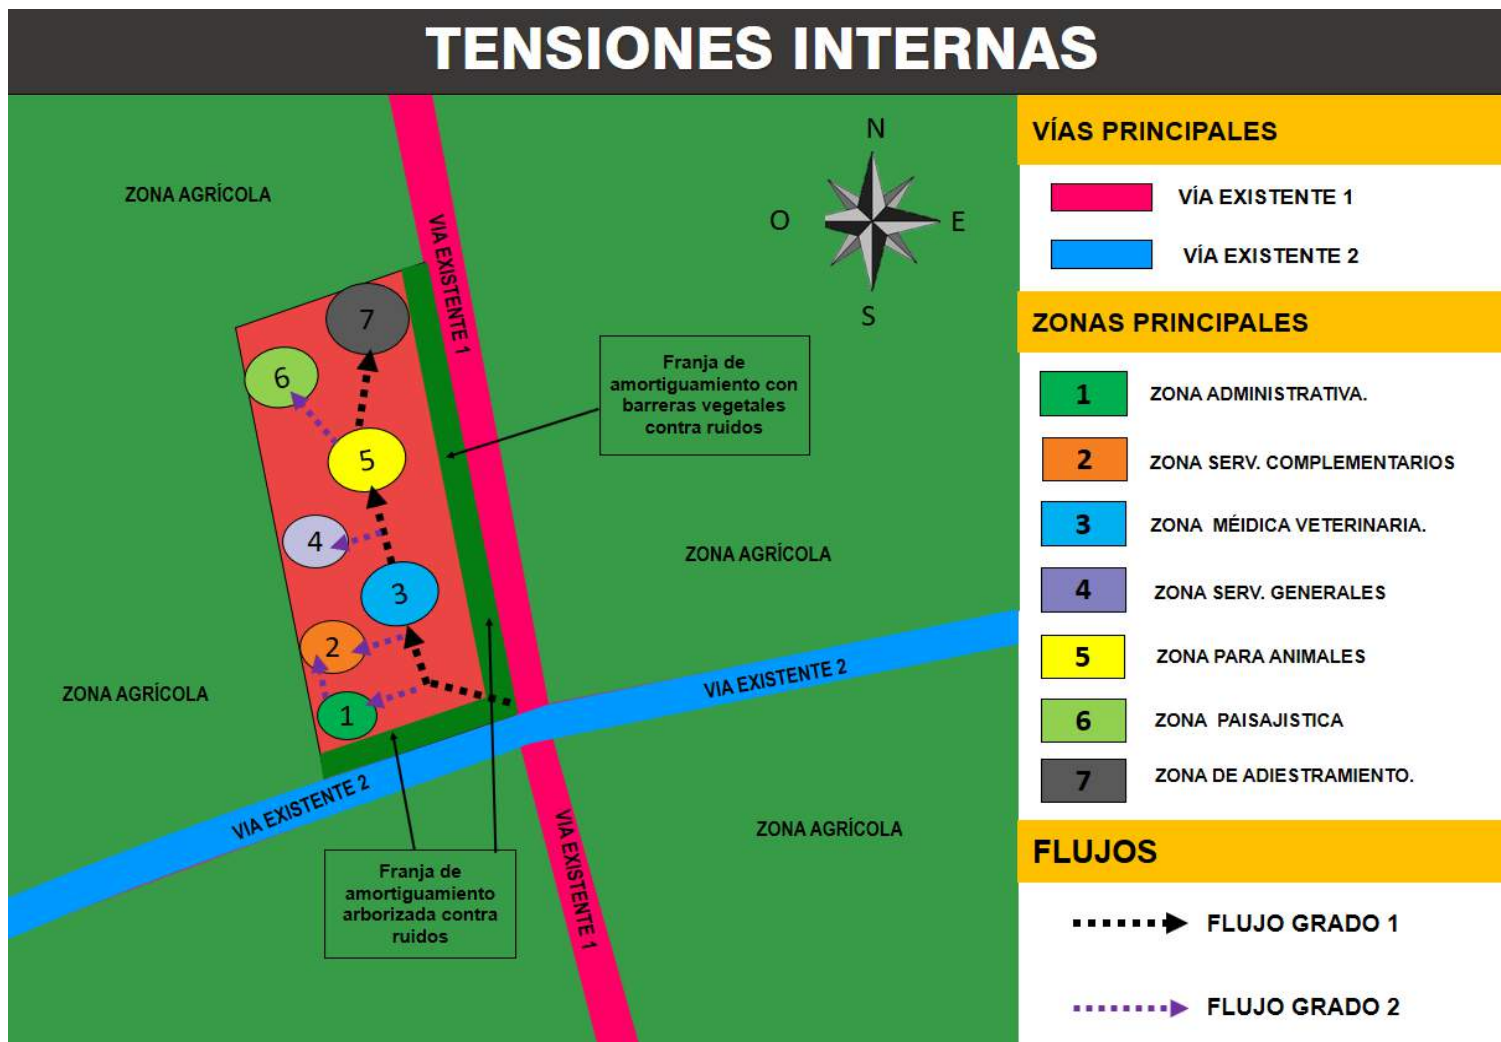 TENSIONES INTERNAS
ZONA AGRÍCOLA
VIA EXISTENTE 1
N
O
E
S
7
6
5
4
3
2
1
Franja de
amortiguamiento con
barreras vegetales
contra ruidos
ZONA AGRÍCOLA
ZONA AGRÍCOLA
VIA EXISTENTE 2
VIA EXISTENTE 2
ZONA AGRÍCOLA
VIA EXISTENTE 1
Franja de
amortiguamiento
arborizada contra
ruidos
VÍAS PRINCIPALES
VÍA EXISTENTE 1
VÍA EXISTENTE 2
ZONAS PRINCIPALES
1 ZONA ADMINISTRATIVA.
2 ZONA SERV. COMPLEMENTARIOS
3 ZONA MÉIDICA VETERINARIA.
4 ZONA SERV. GENERALES
5 ZONA PARA ANIMALES
6 ZONA PAISAJISTICA
7 ZONA DE ADIESTRAMIENTO.
FLUJOS
FLUJO GRADO 1
FLUJO GRADO 2